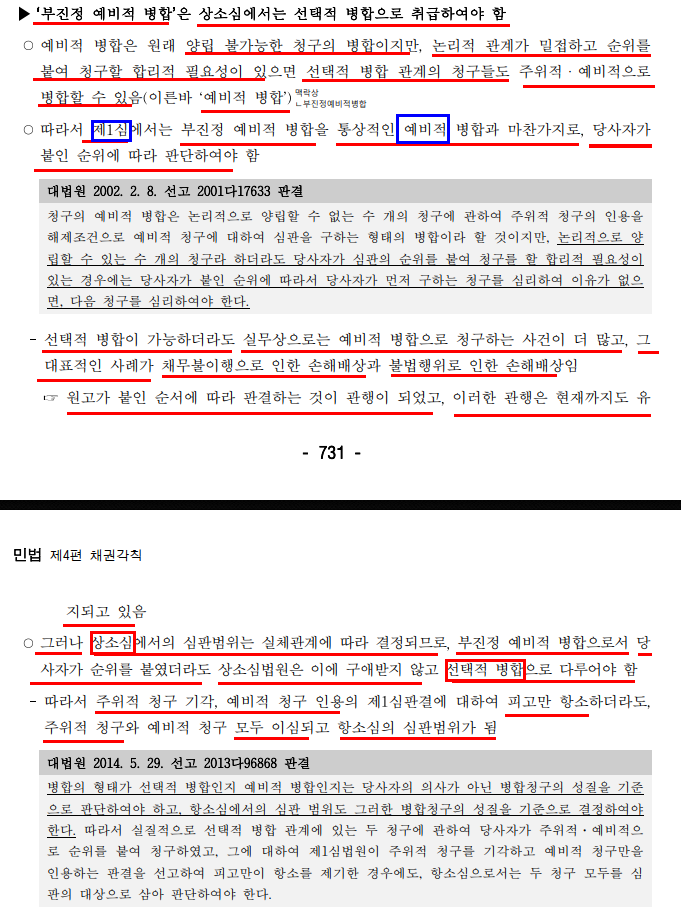 ▶ ‘부진정 예비적 병합’은 상소심에서는 선택적 병합으로 취급하여야 함
○ 예비적 병합은 원래 양립 불가능한 청구의 병합이지만, 논리적 관계가 밀접하고 순위를
붙여 청구할 합리적 필요성이 있으면 선택적 병합 관계의 청구들도 주위적·예비적으로
병합할 수 있음(이른바 ‘예비적 병합’) 맥락상
ㄴ부진정예비적병합
○ 따라서 제1심에서는 부진정 예비적 병합을 통상적인 예비적 병합과 마찬가지로, 당사자가
붙인 순위에 따라 판단하여야 함
대법원 2002. 2. 8. 선고 2001다17633 판결
청구의 예비적 병합은 논리적으로 양립할 수 없는 수 개의 청구에 관하여 주위적 청구의 인용을
해제조건으로 예비적 청구에 대하여 심판을 구하는 형태의 병합이라 할 것이지만, 논리적으로 양
립할 수 있는 수 개의 청구라 하더라도 당사자가 심판의 순위를 붙여 청구를 할 합리적 필요성이
있는 경우에는 당사자가 붙인 순위에 따라서 당사자가 먼저 구하는 청구를 심리하여 이유가 없으
면, 다음 청구를 심리하여야 한다.
- 선택적 병합이 가능하더라도 실무상으로는 예비적 병합으로 청구하는 사건이 더 많고, 그
대표적인 사례가 채무불이행으로 인한 손해배상과 불법행위로 인한 손해배상임
☞ 원고가 붙인 순서에 따라 판결하는 것이 관행이 되었고, 이러한 관행은 현재까지도 유
- 731 -
민법 제4편 채권각칙
지되고 있음
○ 그러나 상소심에서의 심판범위는 실체관계에 따라 결정되므로, 부진정 예비적 병합으로서 당
사자가 순위를 붙였더라도 상소심법원은 이에 구애받지 않고 선택적 병합으로 다루어야 함
- 따라서 주위적 청구 기각, 예비적 청구 인용의 제1심판결에 대하여 피고만 항소하더라도,
주위적 청구와 예비적 청구 모두 이심되고 항소심의 심판범위가 됨
대법원 2014. 5. 29. 선고 2013다96868 판결
병합의 형태가 선택적 병합인지 예비적 병합인지는 당사자의 의사가 아닌 병합청구의 성질을 기준
으로 판단하여야 하고, 항소심에서의 심판 범위도 그러한 병합청구의 성질을 기준으로 결정하여야
한다. 따라서 실질적으로 선택적 병합 관계에 있는 두 청구에 관하여 당사자가 주위적·예비적으
로 순위를 붙여 청구하였고, 그에 대하여 제1심법원이 주위적 청구를 기각하고 예비적 청구만을
인용하는 판결을 선고하여 피고만이 항소를 제기한 경우에도, 항소심으로서는 두 청구 모두를 심
판의 대상으로 삼아 판단하여야 한다.